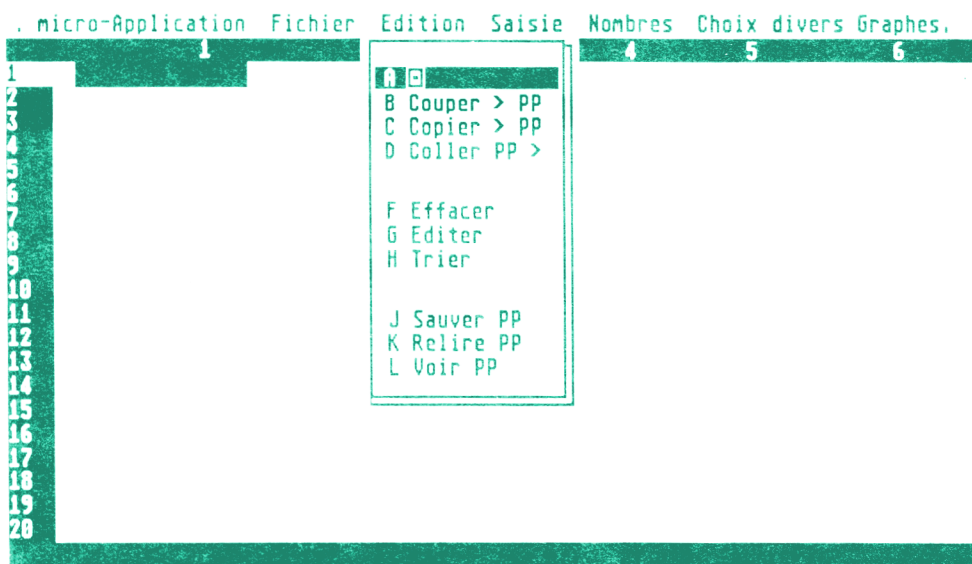 . micro-Application Fichier Edition Saisie Nombres Choix divers Graphes.
1 4 5 6
1
A
2
B Couper > PP
3
C Copier > PP
4
D Coller PP >
5
6
F Effacer
7
G Editer
8
H Trier
9
10
11
J Sauver PP
12
K Relire PP
13
L Voir PP
14
15
16
17
18
19
20